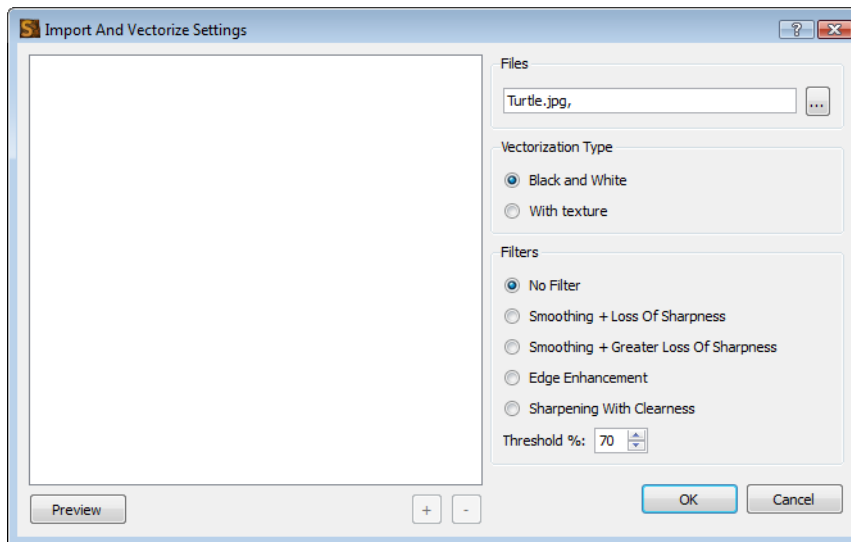 Import And Vectorize Settings
Files
Turtle.jpg,
...
Vectorization Type
Black and White
With texture
Filters
No Filter
Smoothing + Loss Of Sharpness
Smoothing + Greater Loss Of Sharpness
Edge Enhancement
Sharpening With Clearness
Threshold %: 70
Preview + - OK Cancel